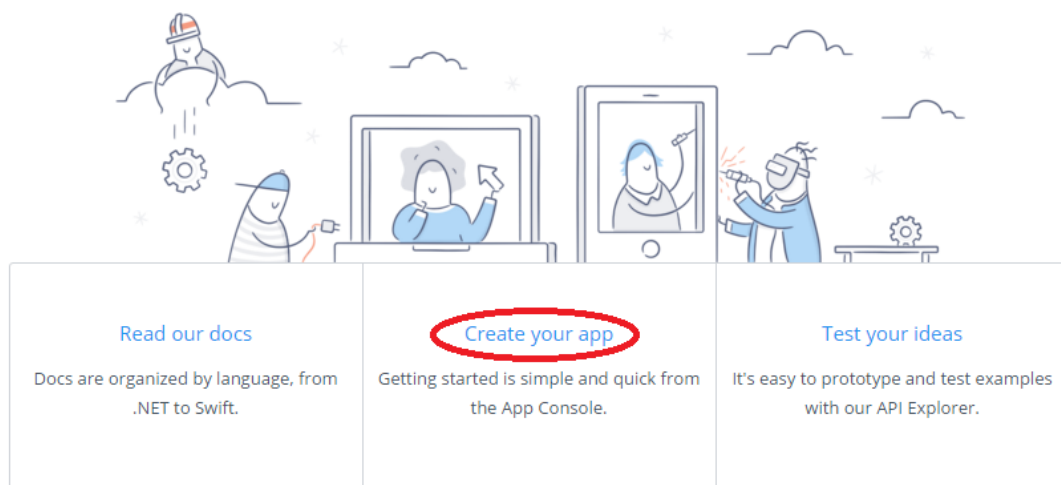 Read our docs
Docs are organized by language, from
.NET to Swift.
Create your app
Getting started is simple and quick from
the App Console.
Test your ideas
It's easy to prototype and test examples
with our API Explorer.